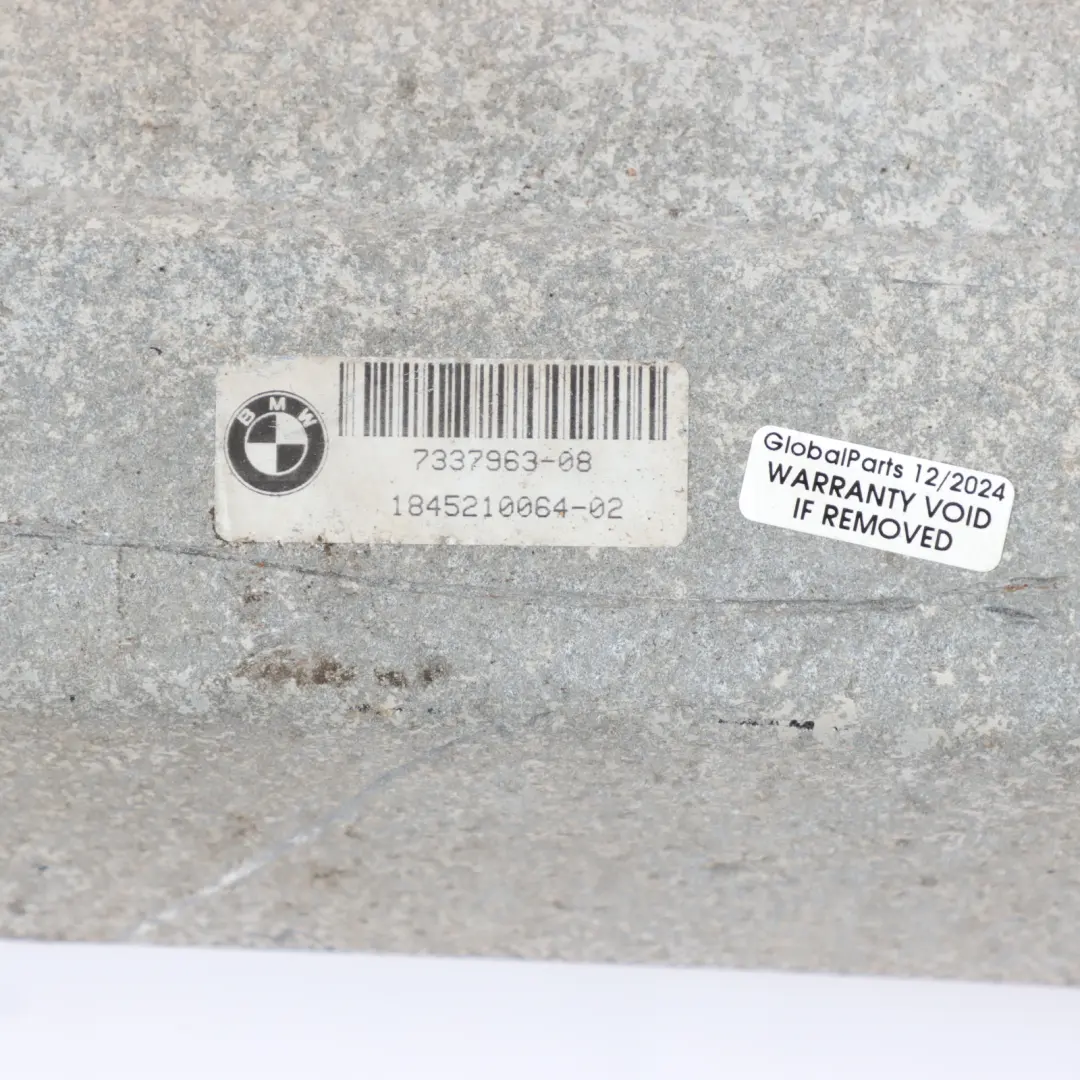 BMW
7337963-08
1845210064-02
GlobalParts 12/2024
WARRANTY VOID
IF REMOVED